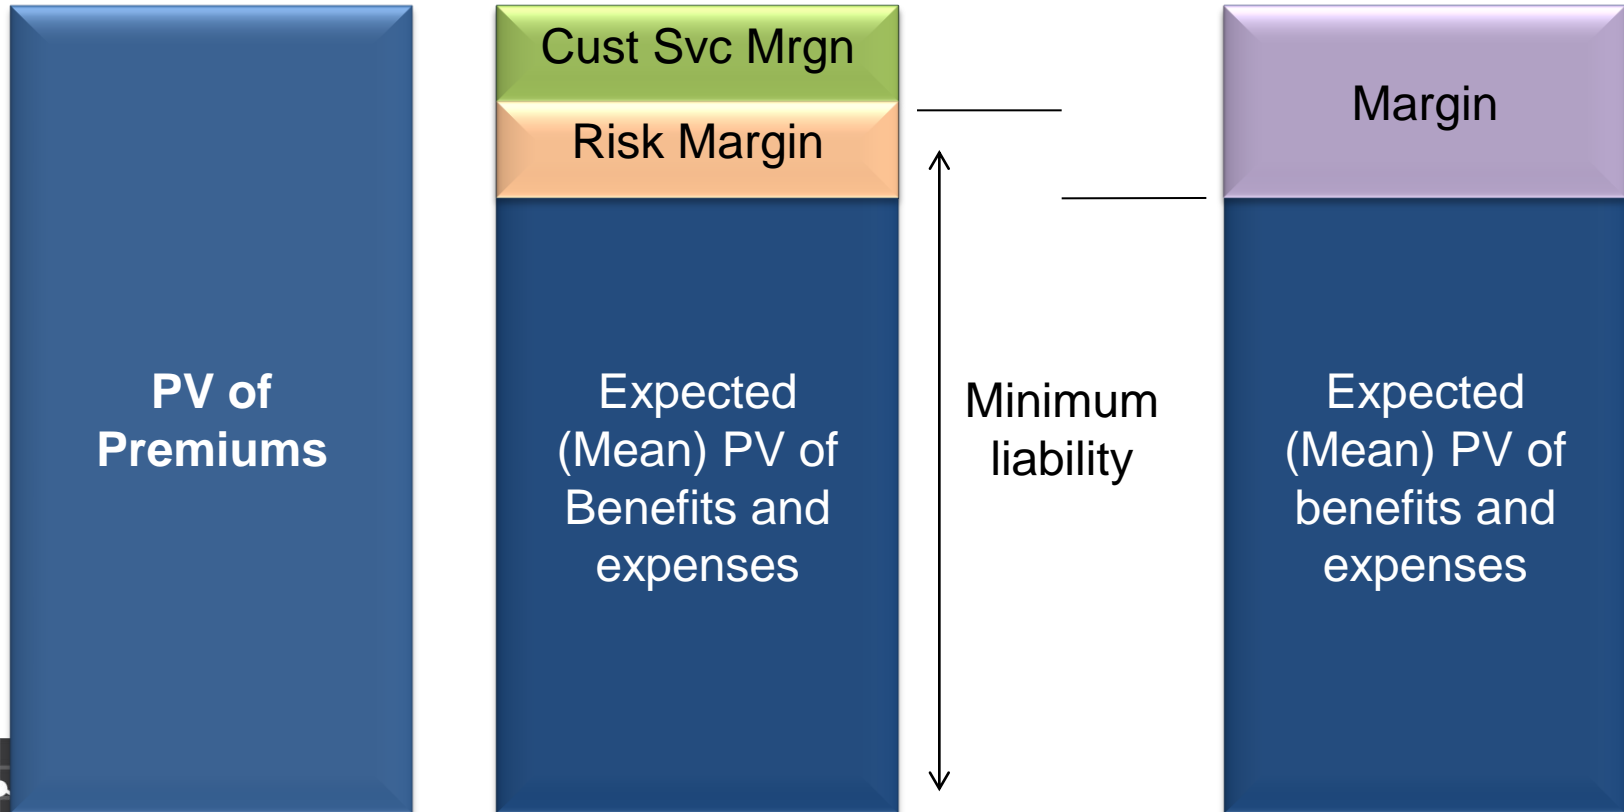 PV of
Premiums
Cust Svc Mrgn
Risk Margin
Expected
(Mean) PV of
Benefits and
expenses
Minimum
liability
Margin
Expected
(Mean) PV of
benefits and
expenses